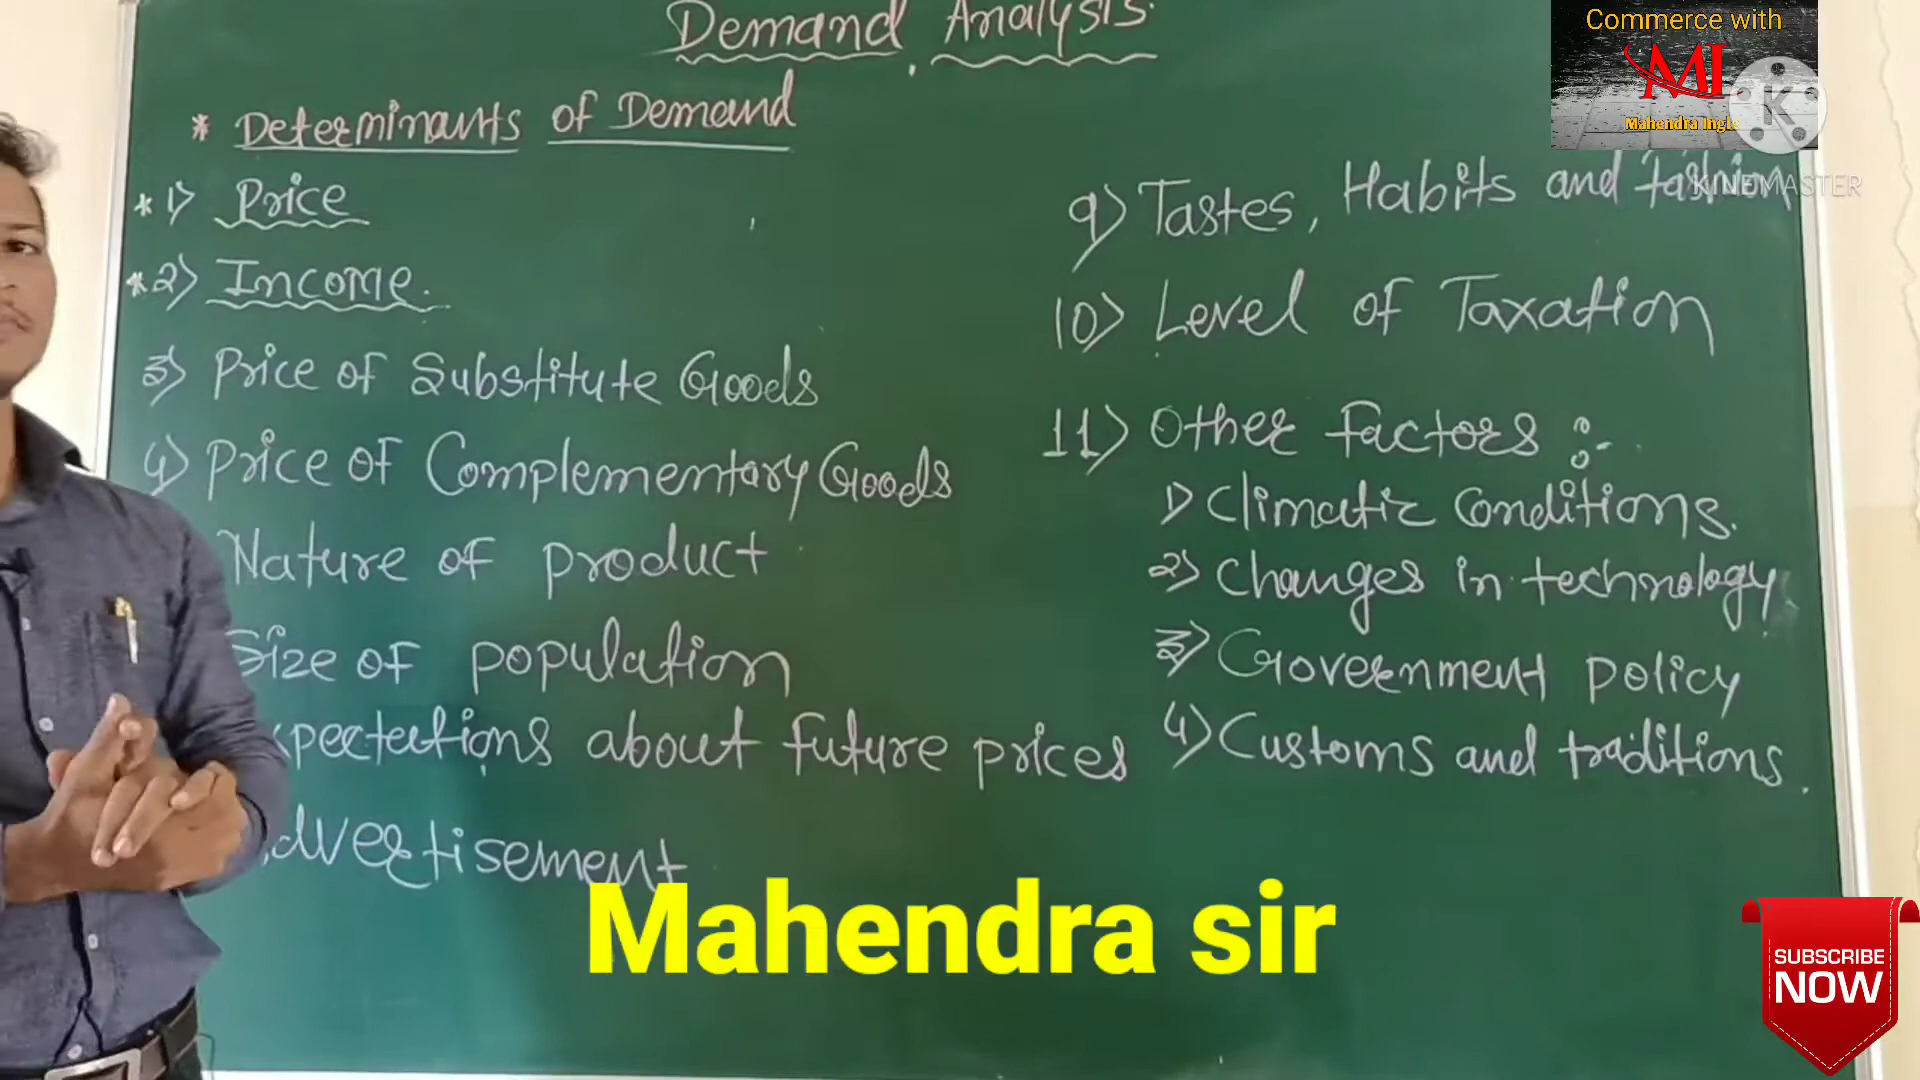 Demand Analysis.
* Determinants of Demand
* 1) Price
* 2) Income.
3) Price of Substitute Goods
4) Price of Complementary Goods
Nature of product
Size of population
xpectations about future prices
dvertisement
9) Tastes, Habits and fashion
10) Level of Taxation
11) Other factors :-
1) Climatic Conditions.
2) Changes in technology
3) Government policy
4) Customs and traditions.
Commerce with
MI
Mahendra Ingl
K
KINEMASTER
Mahendra sir
SUBSCRIBE
NOW